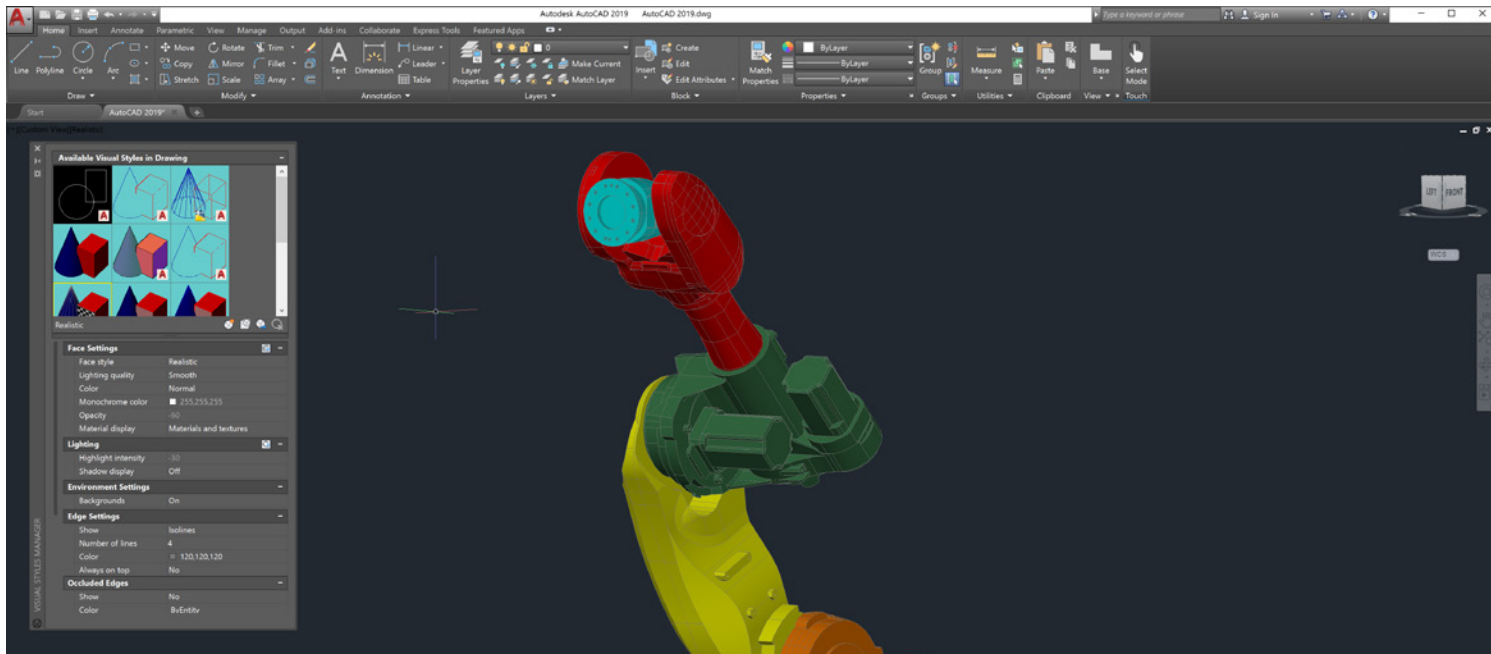 Autodesk AutoCAD 2019 AutoCAD 2019.dwg
Type a keyword or phrase
Sign In
Home Insert Annotate Parametric View Manage Output Add-ins Collaborate Express Tools Featured Apps
Line Polyline Circle Arc
Move Rotate Trim
Copy Mirror Fillet
Stretch Scale Array
Text Dimension
Linear
Leader
Table
Layer Properties
0
Make Current
Match Layer
Insert
Create
Edit
Edit Attributes
Match Properties
ByLayer
ByLayer
ByLayer
Group
Measure
Paste
Base
Select Mode
Draw Modify Annotation Layers Block Properties Groups Utilities Clipboard View Touch
Start AutoCAD 2019*
[-][Custom View][Realistic]
Available Visual Styles in Drawing
Realistic
Face Settings
Face style Realistic
Lighting quality Smooth
Color Normal
Monochrome color 255,255,255
Opacity -60
Material display Materials and textures
Lighting
Highlight intensity -30
Shadow display Off
Environment Settings
Backgrounds On
Edge Settings
Show Isolines
Number of lines 4
Color 120,120,120
Always on top No
Occluded Edges
Show No
Color ByEntity
VISUAL STYLES MANAGER
LEFT FRONT
WCS